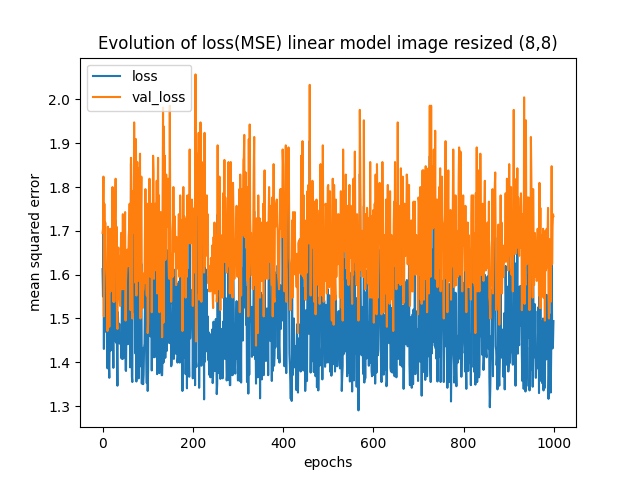 Evolution of loss(MSE) linear model image resized (8,8)
loss
val_loss
mean squared error
2.0
1.9
1.8
1.7
1.6
1.5
1.4
1.3
0 200 400 600 800 1000
epochs